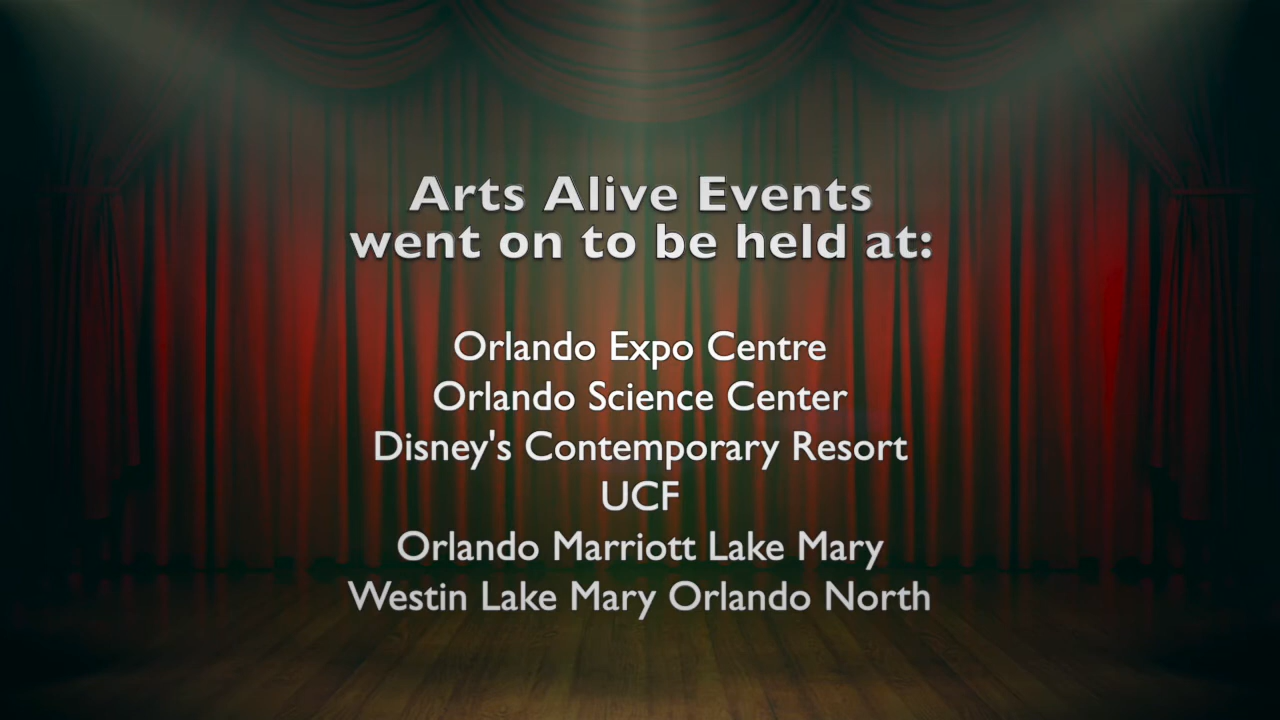 Arts Alive Events
went on to be held at:
Orlando Expo Centre
Orlando Science Center
Disney's Contemporary Resort
UCF
Orlando Marriott Lake Mary
Westin Lake Mary Orlando North